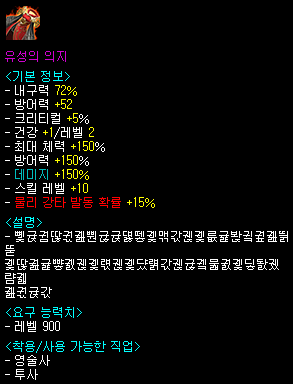 유성의 의지
<기본 정보>
- 내구력 72%
- 방어력 +52
- 크리티컬 +5%
- 건강 +1/레벨 2
- 최대 체력 +150%
- 방어력 +150%
- 데미지 +150%
- 스킬 레벨 +10
- 물리 강타 발동 확률 +15%
<설명>
<요구 능력치>
- 레벨 900
<착용/사용 가능한 직업>
- 영술사
- 투사